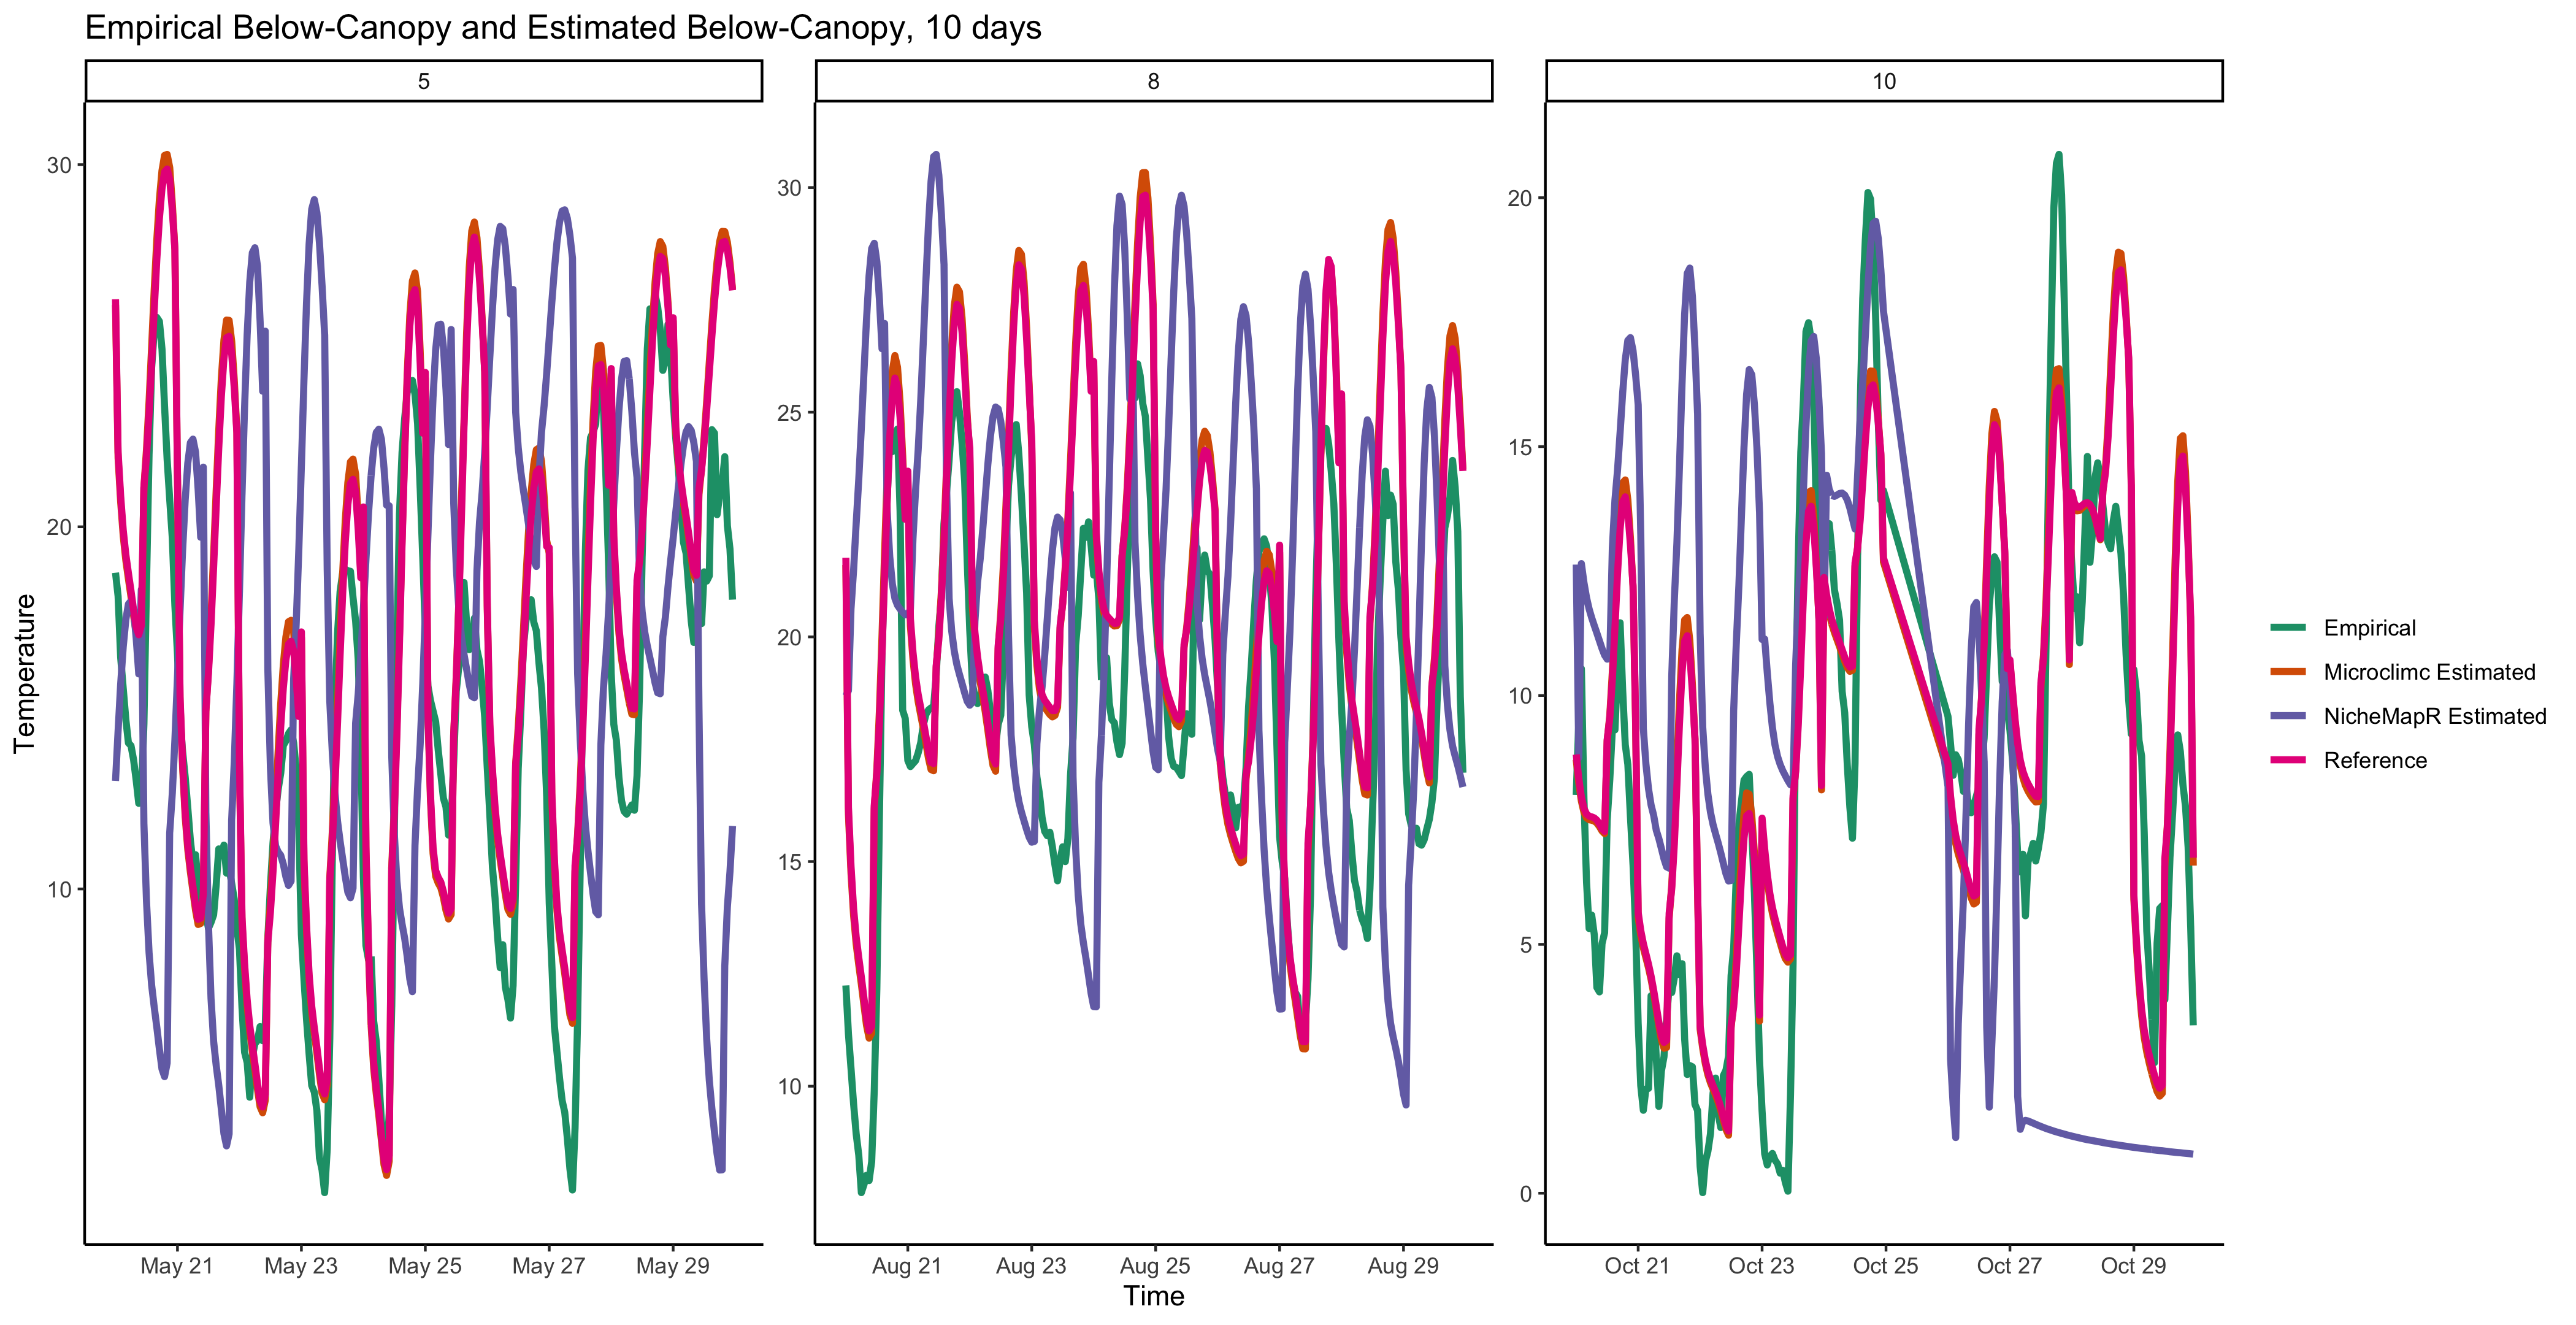 Empirical Below-Canopy and Estimated Below-Canopy, 10 days
5
8
10
Temperature
30
20
10
30
25
20
15
10
20
15
10
5
0
May 21
May 23
May 25
May 27
May 29
Aug 21
Aug 23
Aug 25
Aug 27
Aug 29
Oct 21
Oct 23
Oct 25
Oct 27
Oct 29
Time
Empirical
Microclimc Estimated
NicheMapR Estimated
Reference